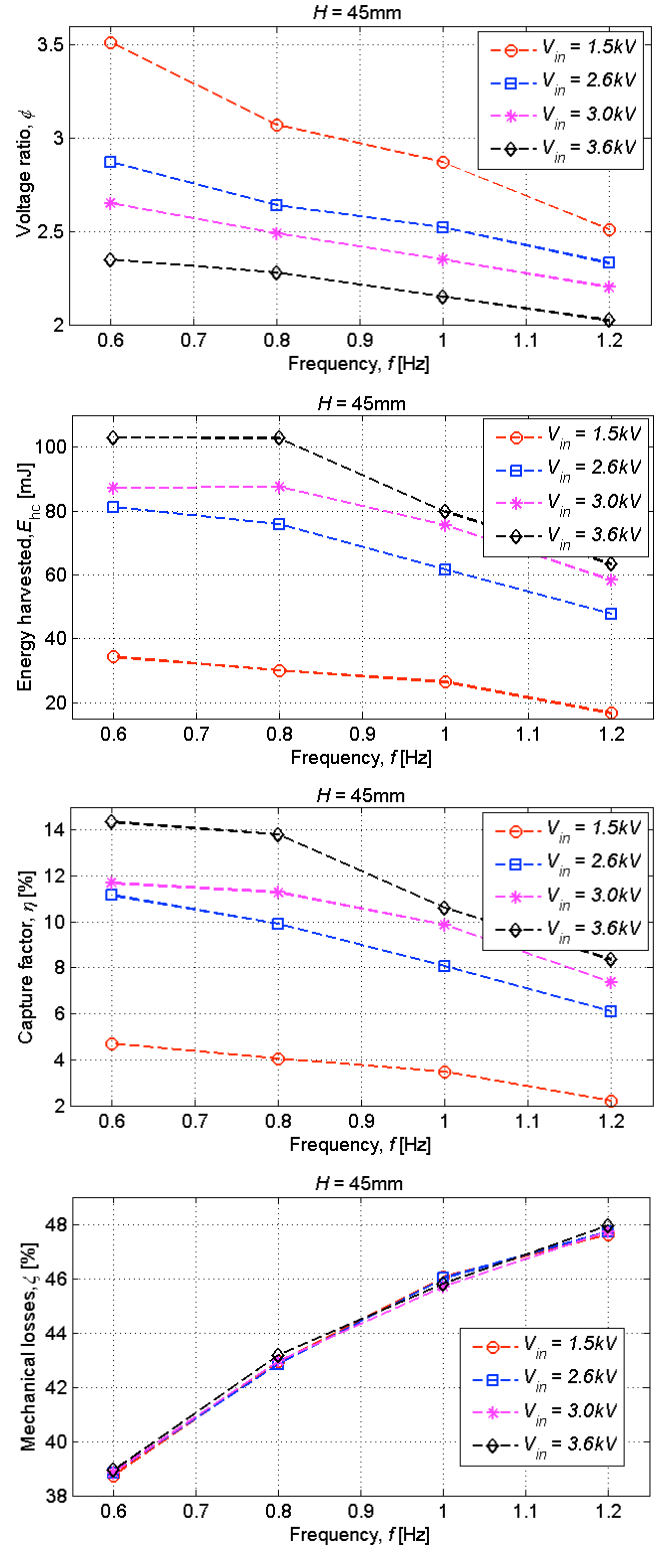 H = 45mm
3.5
3
2.5
2
Voltage ratio, ϕ
V_in = 1.5kV
V_in = 2.6kV
V_in = 3.0kV
V_in = 3.6kV
0.6 0.7 0.8 0.9 1 1.1 1.2
Frequency, f [Hz]
H = 45mm
100
80
60
40
20
Energy harvested, E_hc [mJ]
V_in = 1.5kV
V_in = 2.6kV
V_in = 3.0kV
V_in = 3.6kV
0.6 0.7 0.8 0.9 1 1.1 1.2
Frequency, f [Hz]
H = 45mm
14
12
10
8
6
4
2
Capture factor, η [%]
V_in = 1.5kV
V_in = 2.6kV
V_in = 3.0kV
V_in = 3.6kV
0.6 0.7 0.8 0.9 1 1.1 1.2
Frequency, f [Hz]
H = 45mm
48
46
43
42
40
38
Mechanical losses, ζ [%]
V_in = 1.5kV
V_in = 2.6kV
V_in = 3.0kV
V_in = 3.6kV
0.6 0.7 0.8 0.9 1 1.1 1.2
Frequency, f [Hz]